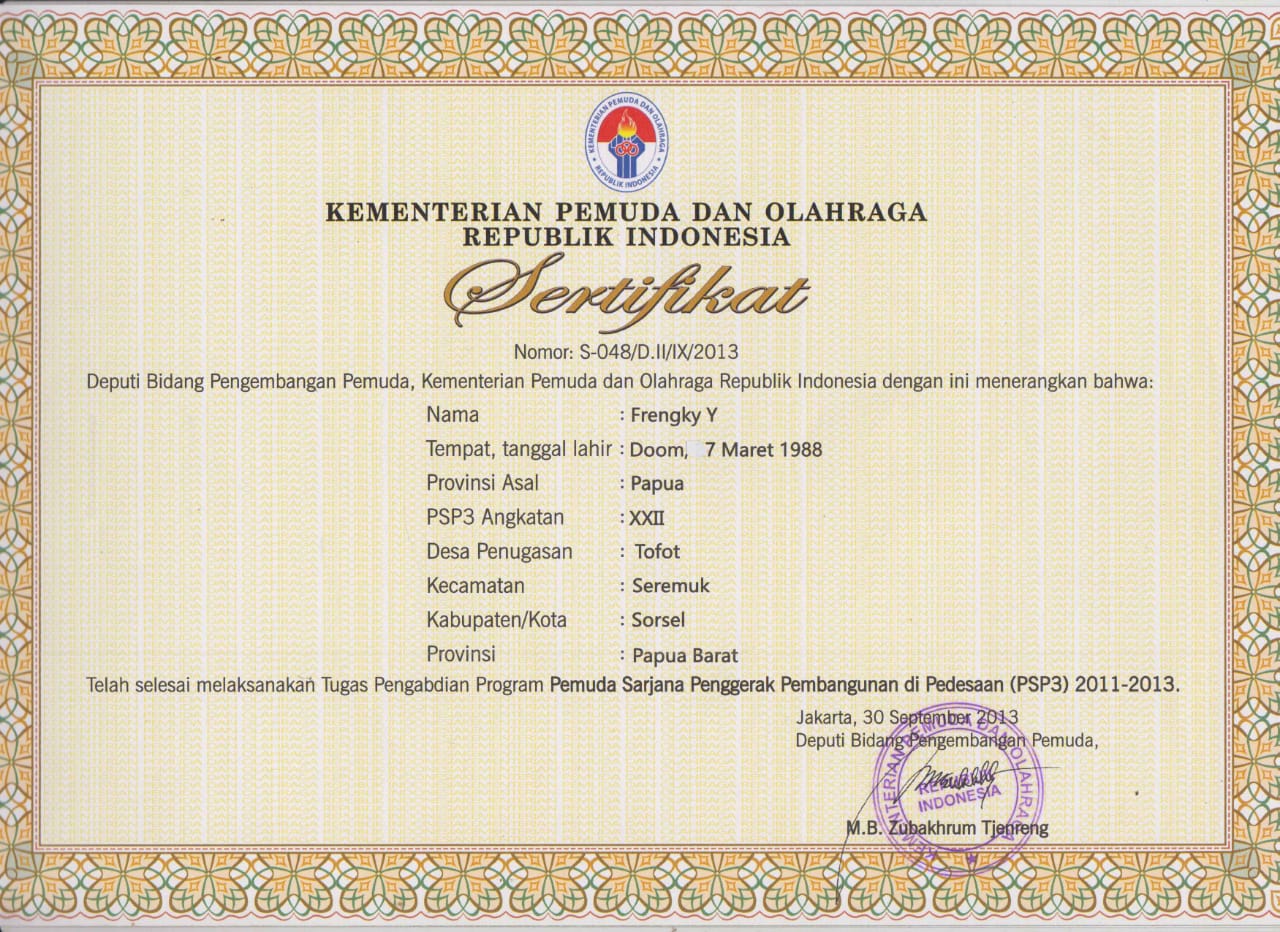 KEMENTERIAN PEMUDA DAN OLAHRAGA
REPUBLIK INDONESIA
KEMENTERIAN PEMUDA DAN OLAHRAGA
REPUBLIK INDONESIA
Sertifikat
Nomor: S-048/D.II/IX/2013
Deputi Bidang Pengembangan Pemuda, Kementerian Pemuda dan Olahraga Republik Indonesia dengan ini menerangkan bahwa:
Nama : Frengky Y
Tempat, tanggal lahir : Doom, 7 Maret 1988
Provinsi Asal : Papua
PSP3 Angkatan : XXII
Desa Penugasan : Tofot
Kecamatan : Seremuk
Kabupaten/Kota : Sorsel
Provinsi : Papua Barat
Telah selesai melaksanakan Tugas Pengabdian Program Pemuda Sarjana Penggerak Pembangunan di Pedesaan (PSP3) 2011-2013.
Jakarta, 30 September 2013
Deputi Bidang Pengembangan Pemuda,
KEMENTERIAN PEMUDA DAN OLAHRAGA
REPUBLIK
INDONESIA
M.B. Zubakhrum Tjenreng